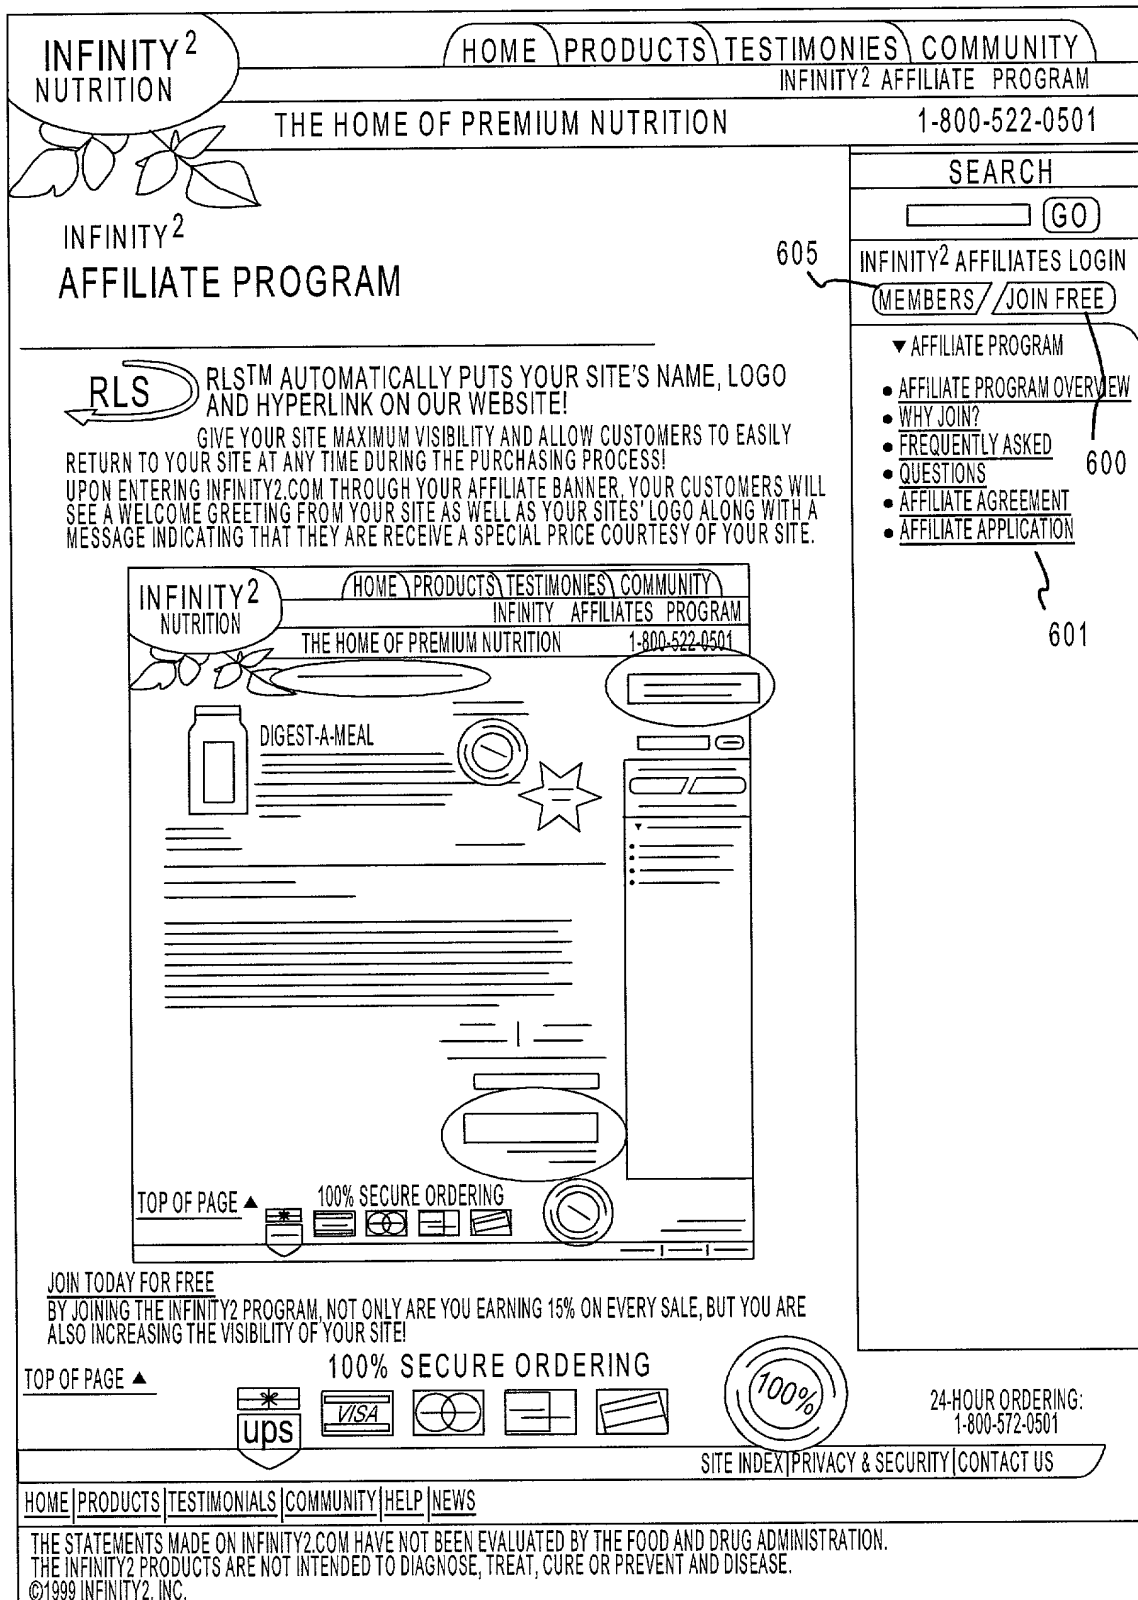 INFINITY2
NUTRITION
HOME PRODUCTS TESTIMONIES COMMUNITY
INFINITY2 AFFILIATE PROGRAM
THE HOME OF PREMIUM NUTRITION
1-800-522-0501
SEARCH
GO
INFINITY2
AFFILIATE PROGRAM
605
INFINITY2 AFFILIATES LOGIN
MEMBERS JOIN FREE
▼ AFFILIATE PROGRAM
• AFFILIATE PROGRAM OVERVIEW
• WHY JOIN?
• FREQUENTLY ASKED
• QUESTIONS
• AFFILIATE AGREEMENT
• AFFILIATE APPLICATION
600
601
RLS
RLS™ AUTOMATICALLY PUTS YOUR SITE'S NAME, LOGO
AND HYPERLINK ON OUR WEBSITE!
GIVE YOUR SITE MAXIMUM VISIBILITY AND ALLOW CUSTOMERS TO EASILY
RETURN TO YOUR SITE AT ANY TIME DURING THE PURCHASING PROCESS!
UPON ENTERING INFINITY2.COM THROUGH YOUR AFFILIATE BANNER, YOUR CUSTOMERS WILL
SEE A WELCOME GREETING FROM YOUR SITE AS WELL AS YOUR SITES' LOGO ALONG WITH A
MESSAGE INDICATING THAT THEY ARE RECEIVE A SPECIAL PRICE COURTESY OF YOUR SITE.
INFINITY2
NUTRITION
HOME PRODUCTS TESTIMONIES COMMUNITY
INFINITY AFFILIATES PROGRAM
THE HOME OF PREMIUM NUTRITION
1-800-522-0501
DIGEST-A-MEAL
TOP OF PAGE ▲
100% SECURE ORDERING
JOIN TODAY FOR FREE
BY JOINING THE INFINITY2 PROGRAM, NOT ONLY ARE YOU EARNING 15% ON EVERY SALE, BUT YOU ARE
ALSO INCREASING THE VISIBILITY OF YOUR SITE!
TOP OF PAGE ▲
100% SECURE ORDERING
ups
VISA
100%
24-HOUR ORDERING:
1-800-572-0501
SITE INDEX|PRIVACY & SECURITY|CONTACT US
HOME|PRODUCTS|TESTIMONIALS|COMMUNITY|HELP|NEWS
THE STATEMENTS MADE ON INFINITY2.COM HAVE NOT BEEN EVALUATED BY THE FOOD AND DRUG ADMINISTRATION.
THE INFINITY2 PRODUCTS ARE NOT INTENDED TO DIAGNOSE, TREAT, CURE OR PREVENT AND DISEASE.
©1999 INFINITY2, INC.